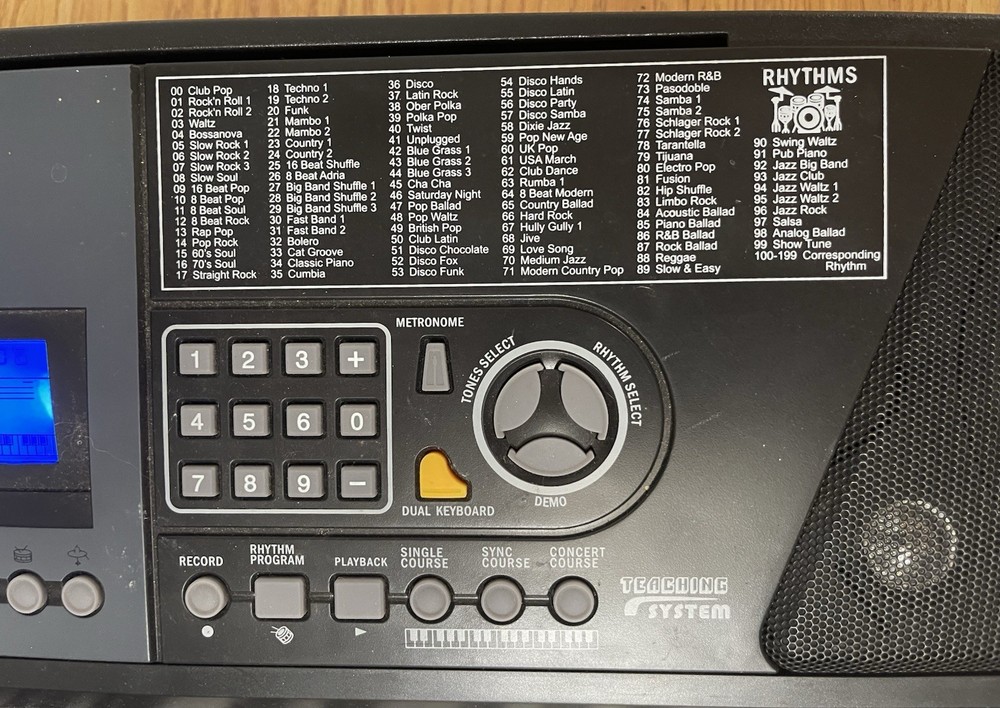 00 Club Pop
01 Rock'n Roll 1
02 Rock'n Roll 2
03 Waltz
04 Bossanova
05 Slow Rock 1
06 Slow Rock 2
07 Slow Rock 3
08 Slow Soul
09 16 Beat Pop
10 8 Beat Pop
11 8 Beat Soul
12 8 Beat Rock
13 Rap Pop
14 Pop Rock
15 60's Soul
16 70's Soul
17 Straight Rock
18 Techno 1
19 Techno 2
20 Funk
21 Mambo 1
22 Mambo 2
23 Country 1
24 Country 2
25 16 Beat Shuffle
26 8 Beat Adria
27 Big Band Shuffle 1
28 Big Band Shuffle 2
29 Big Band Shuffle 3
30 Fast Band 1
31 Fast Band 2
32 Bolero
33 Cat Groove
34 Classic Piano
35 Cumbia
36 Disco
37 Latin Rock
38 Ober Polka
39 Polka Pop
40 Twist
41 Unplugged
42 Blue Grass 1
43 Blue Grass 2
44 Blue Grass 3
45 Cha Cha
46 Saturday Night
47 Pop Ballad
48 Pop Waltz
49 British Pop
50 Club Latin
51 Disco Chocolate
52 Disco Fox
53 Disco Funk
54 Disco Hands
55 Disco Latin
56 Disco Party
57 Disco Samba
58 Dixie Jazz
59 Pop New Age
60 UK Pop
61 USA March
62 Club Dance
63 Rumba 1
64 8 Beat Modern
65 Country Ballad
66 Hard Rock
67 Hully Gully 1
68 Jive
69 Love Song
70 Medium Jazz
71 Modern Country Pop
72 Modern R&B
73 Pasodoble
74 Samba 1
75 Samba 2
76 Schlager Rock 1
77 Schlager Rock 2
78 Tarantella
79 Tijuana
80 Electro Pop
81 Fusion
82 Hip Shuffle
83 Limbo Rock
84 Acoustic Ballad
85 Piano Ballad
86 R&B Ballad
87 Rock Ballad
88 Reggae
89 Slow & Easy
RHYTHMS
90 Swing Waltz
91 Pub Piano
92 Jazz Big Band
93 Jazz Club
94 Jazz Waltz 1
95 Jazz Waltz 2
96 Jazz Rock
97 Salsa
98 Analog Ballad
99 Show Tune
100-199 Corresponding
Rhythm
1 2 3 +
4 5 6 0
7 8 9 −
METRONOME
DUAL KEYBOARD
TONES SELECT
RHYTHM SELECT
DEMO
RECORD
RHYTHM
PROGRAM
PLAYBACK
SINGLE
COURSE
SYNC
COURSE
CONCERT
COURSE
TEACHING
SYSTEM